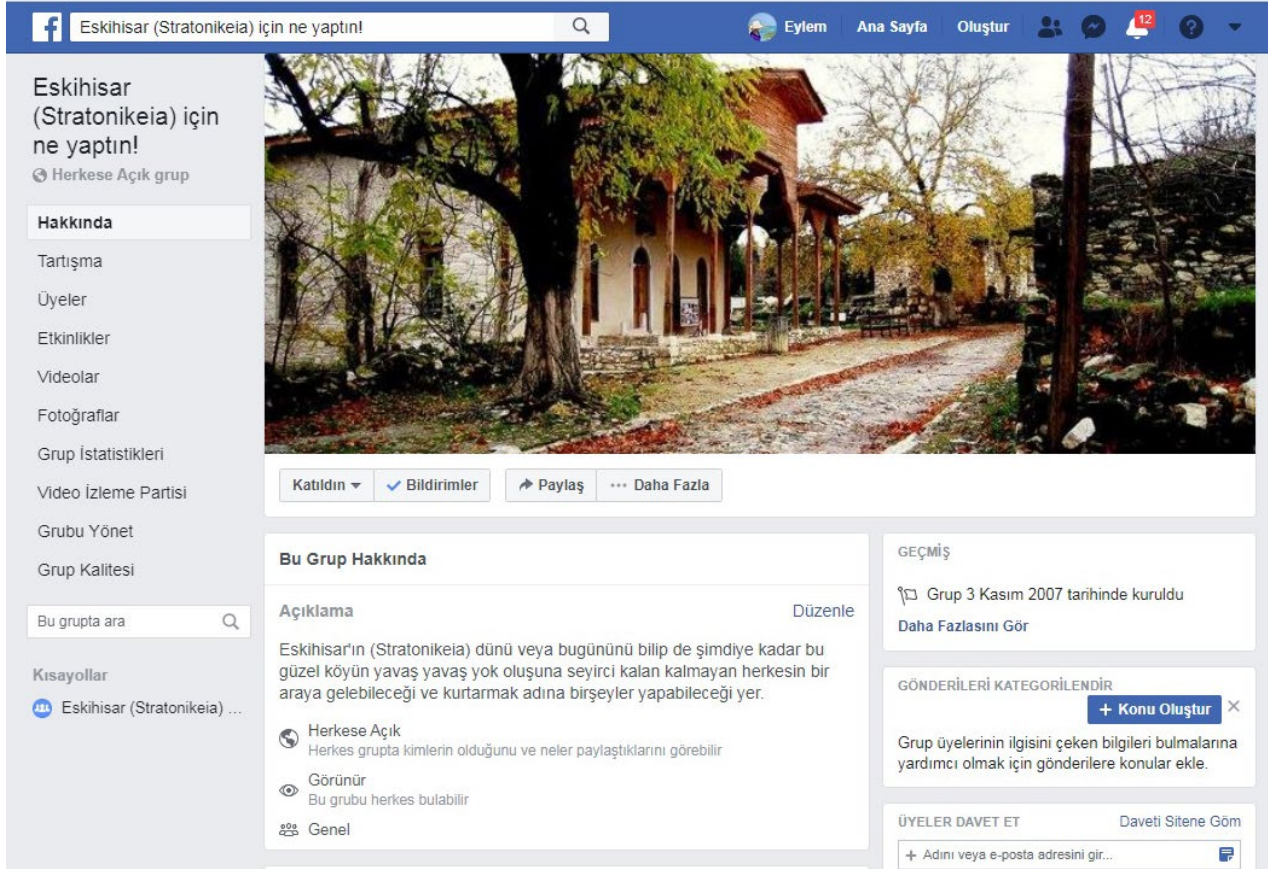 Eskihisar (Stratonikeia) için ne yaptın!
Eylem
Ana Sayfa
Oluştur
12
Eskihisar
(Stratonikeia) için
ne yaptın!
Herkese Açık grup
Hakkında
Tartışma
Üyeler
Etkinlikler
Videolar
Fotoğraflar
Grup İstatistikleri
Video İzleme Partisi
Grubu Yönet
Grup Kalitesi
Bu grupta ara
Kısayollar
Eskihisar (Stratonikeia) ...
Katıldın
Bildirimler
Paylaş
Daha Fazla
Bu Grup Hakkında
Açıklama
Düzenle
Eskihisar'ın (Stratonikeia) dünü veya bugününü bilip de şimdiye kadar bu
güzel köyün yavaş yavaş yok oluşuna seyirci kalan kalmayan herkesin bir
araya gelebileceği ve kurtarmak adına birşeyler yapabileceği yer.
Herkese Açık
Herkes grupta kimlerin olduğunu ve neler paylaştıklarını görebilir
Görünür
Bu grubu herkes bulabilir
Genel
GEÇMİŞ
Grup 3 Kasım 2007 tarihinde kuruldu
Daha Fazlasını Gör
GÖNDERİLERİ KATEGORİLENDİR
+ Konu Oluştur
Grup üyelerinin ilgisini çeken bilgileri bulmalarına
yardımcı olmak için gönderilere konular ekle.
ÜYELER DAVET ET
Daveti Sitene Göm
+ Adını veya e-posta adresini gir...